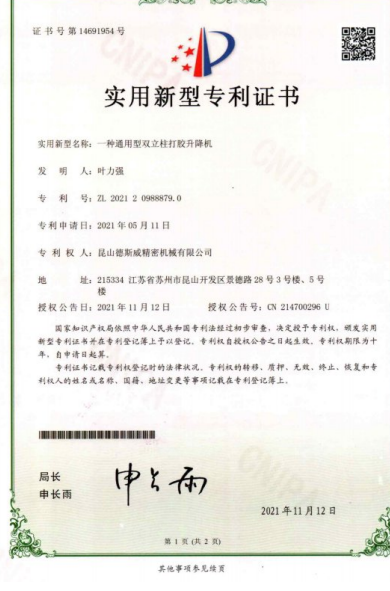 证书号第14691954号
实用新型专利证书
实用新型名称：一种通用型双立柱打胶升降机
发 明 人：叶力强
专 利 号：ZL 2021 2 0988879.0
专利申请日：2021年05月11日
专 利 权 人：昆山德斯威精密机械有限公司
地 址：215334 江苏省苏州市昆山开发区景德路28号3号楼、5号
楼
授权公告日：2021年11月12日 授权公告号：CN 214700296 U
国家知识产权局依照中华人民共和国专利法经过初步审查，决定授予专利权，颁发实用
新型专利证书并在专利登记簿上予以登记。专利权自授权公告之日起生效。专利权期限为十
年，自申请日起算。
专利证书记载专利权登记时的法律状况。专利权的转移、质押、无效、终止、恢复和专
利权人的姓名或名称、国籍、地址变更等事项记载在专利登记簿上。
局长
申长雨
申长雨
2021年11月12日
第 1 页 (共 2 页)
其他事项参见续页
CNIPA
CNIPA
CNIPA